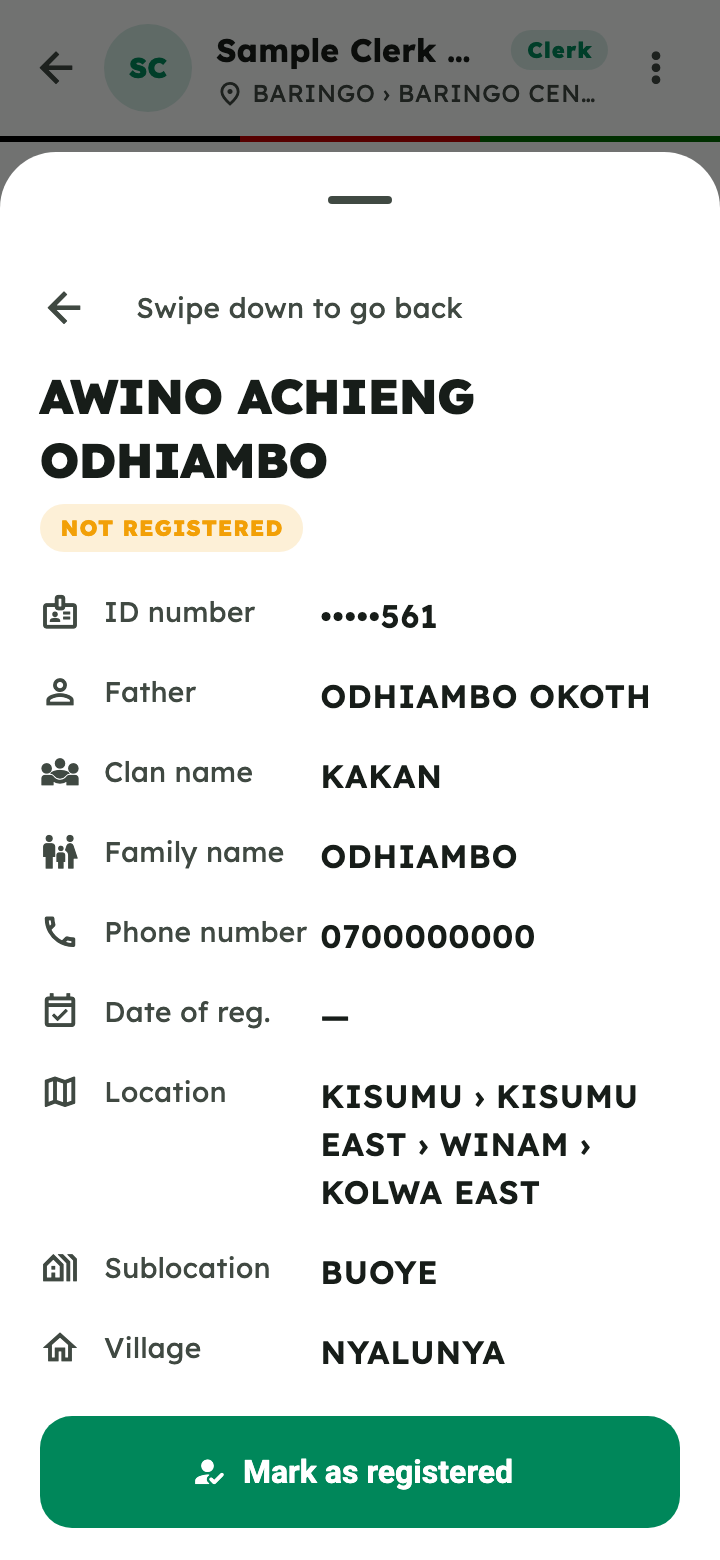 SC
Sample Clerk ...
Clerk
BARINGO › BARINGO CEN...
Swipe down to go back
AWINO ACHIENG
ODHIAMBO
NOT REGISTERED
ID number •••••561
Father ODHIAMBO OKOTH
Clan name KAKAN
Family name ODHIAMBO
Phone number 0700000000
Date of reg. —
Location KISUMU › KISUMU
EAST › WINAM ›
KOLWA EAST
Sublocation BUOYE
Village NYALUNYA
Mark as registered